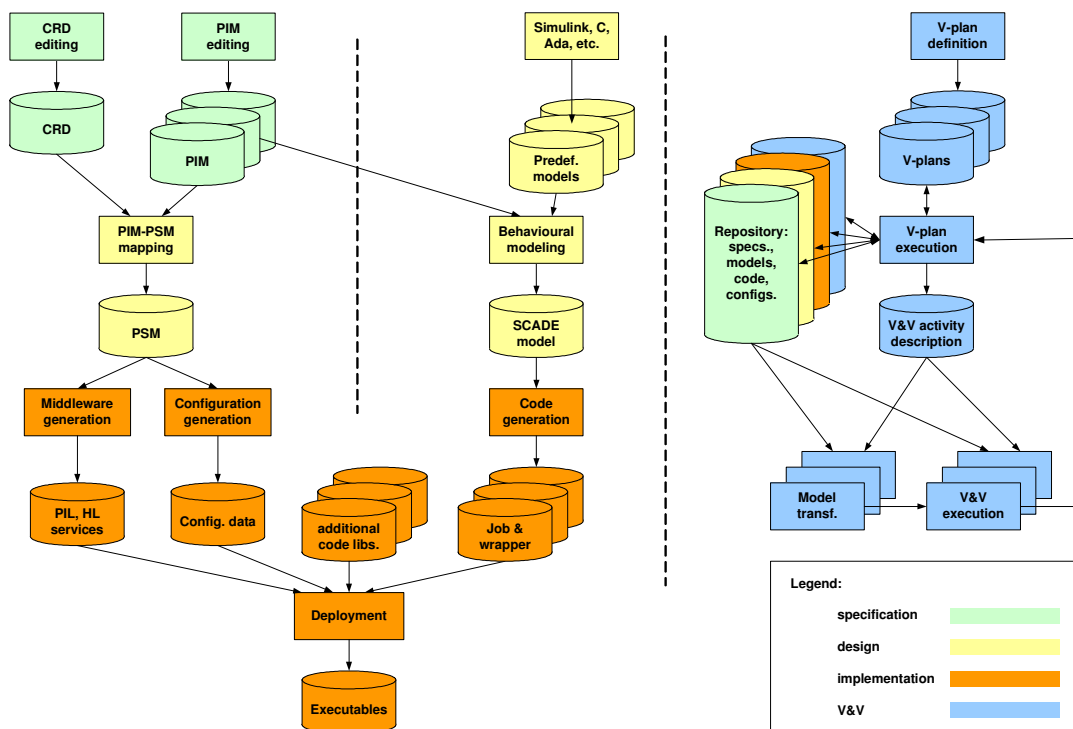 CRD
editing
PIM
editing
Simulink, C,
Ada, etc.
V-plan
definition
CRD
PIM
Predef.
models
V-plans
PIM-PSM
mapping
Behavioural
modeling
Repository:
specs.,
models,
code,
configs.
V-plan
execution
PSM
SCADE
model
V&V activity
description
Middleware
generation
Configuration
generation
Code
generation
PIL, HL
services
Config. data
additional
code libs.
Job &
wrapper
Model
transf.
V&V
execution
Deployment
Executables
Legend:
specification
design
implementation
V&V